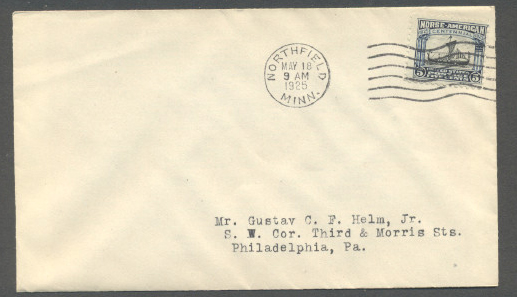 NORSE-AMERICAN
CENTENNIAL
5 5
NORTHFIELD
MAY 18
9 AM
1925
MINN.
Mr. Gustav C. F. Helm, Jr.
S. W. Cor. Third & Morris Sts.
Philadelphia, Pa.